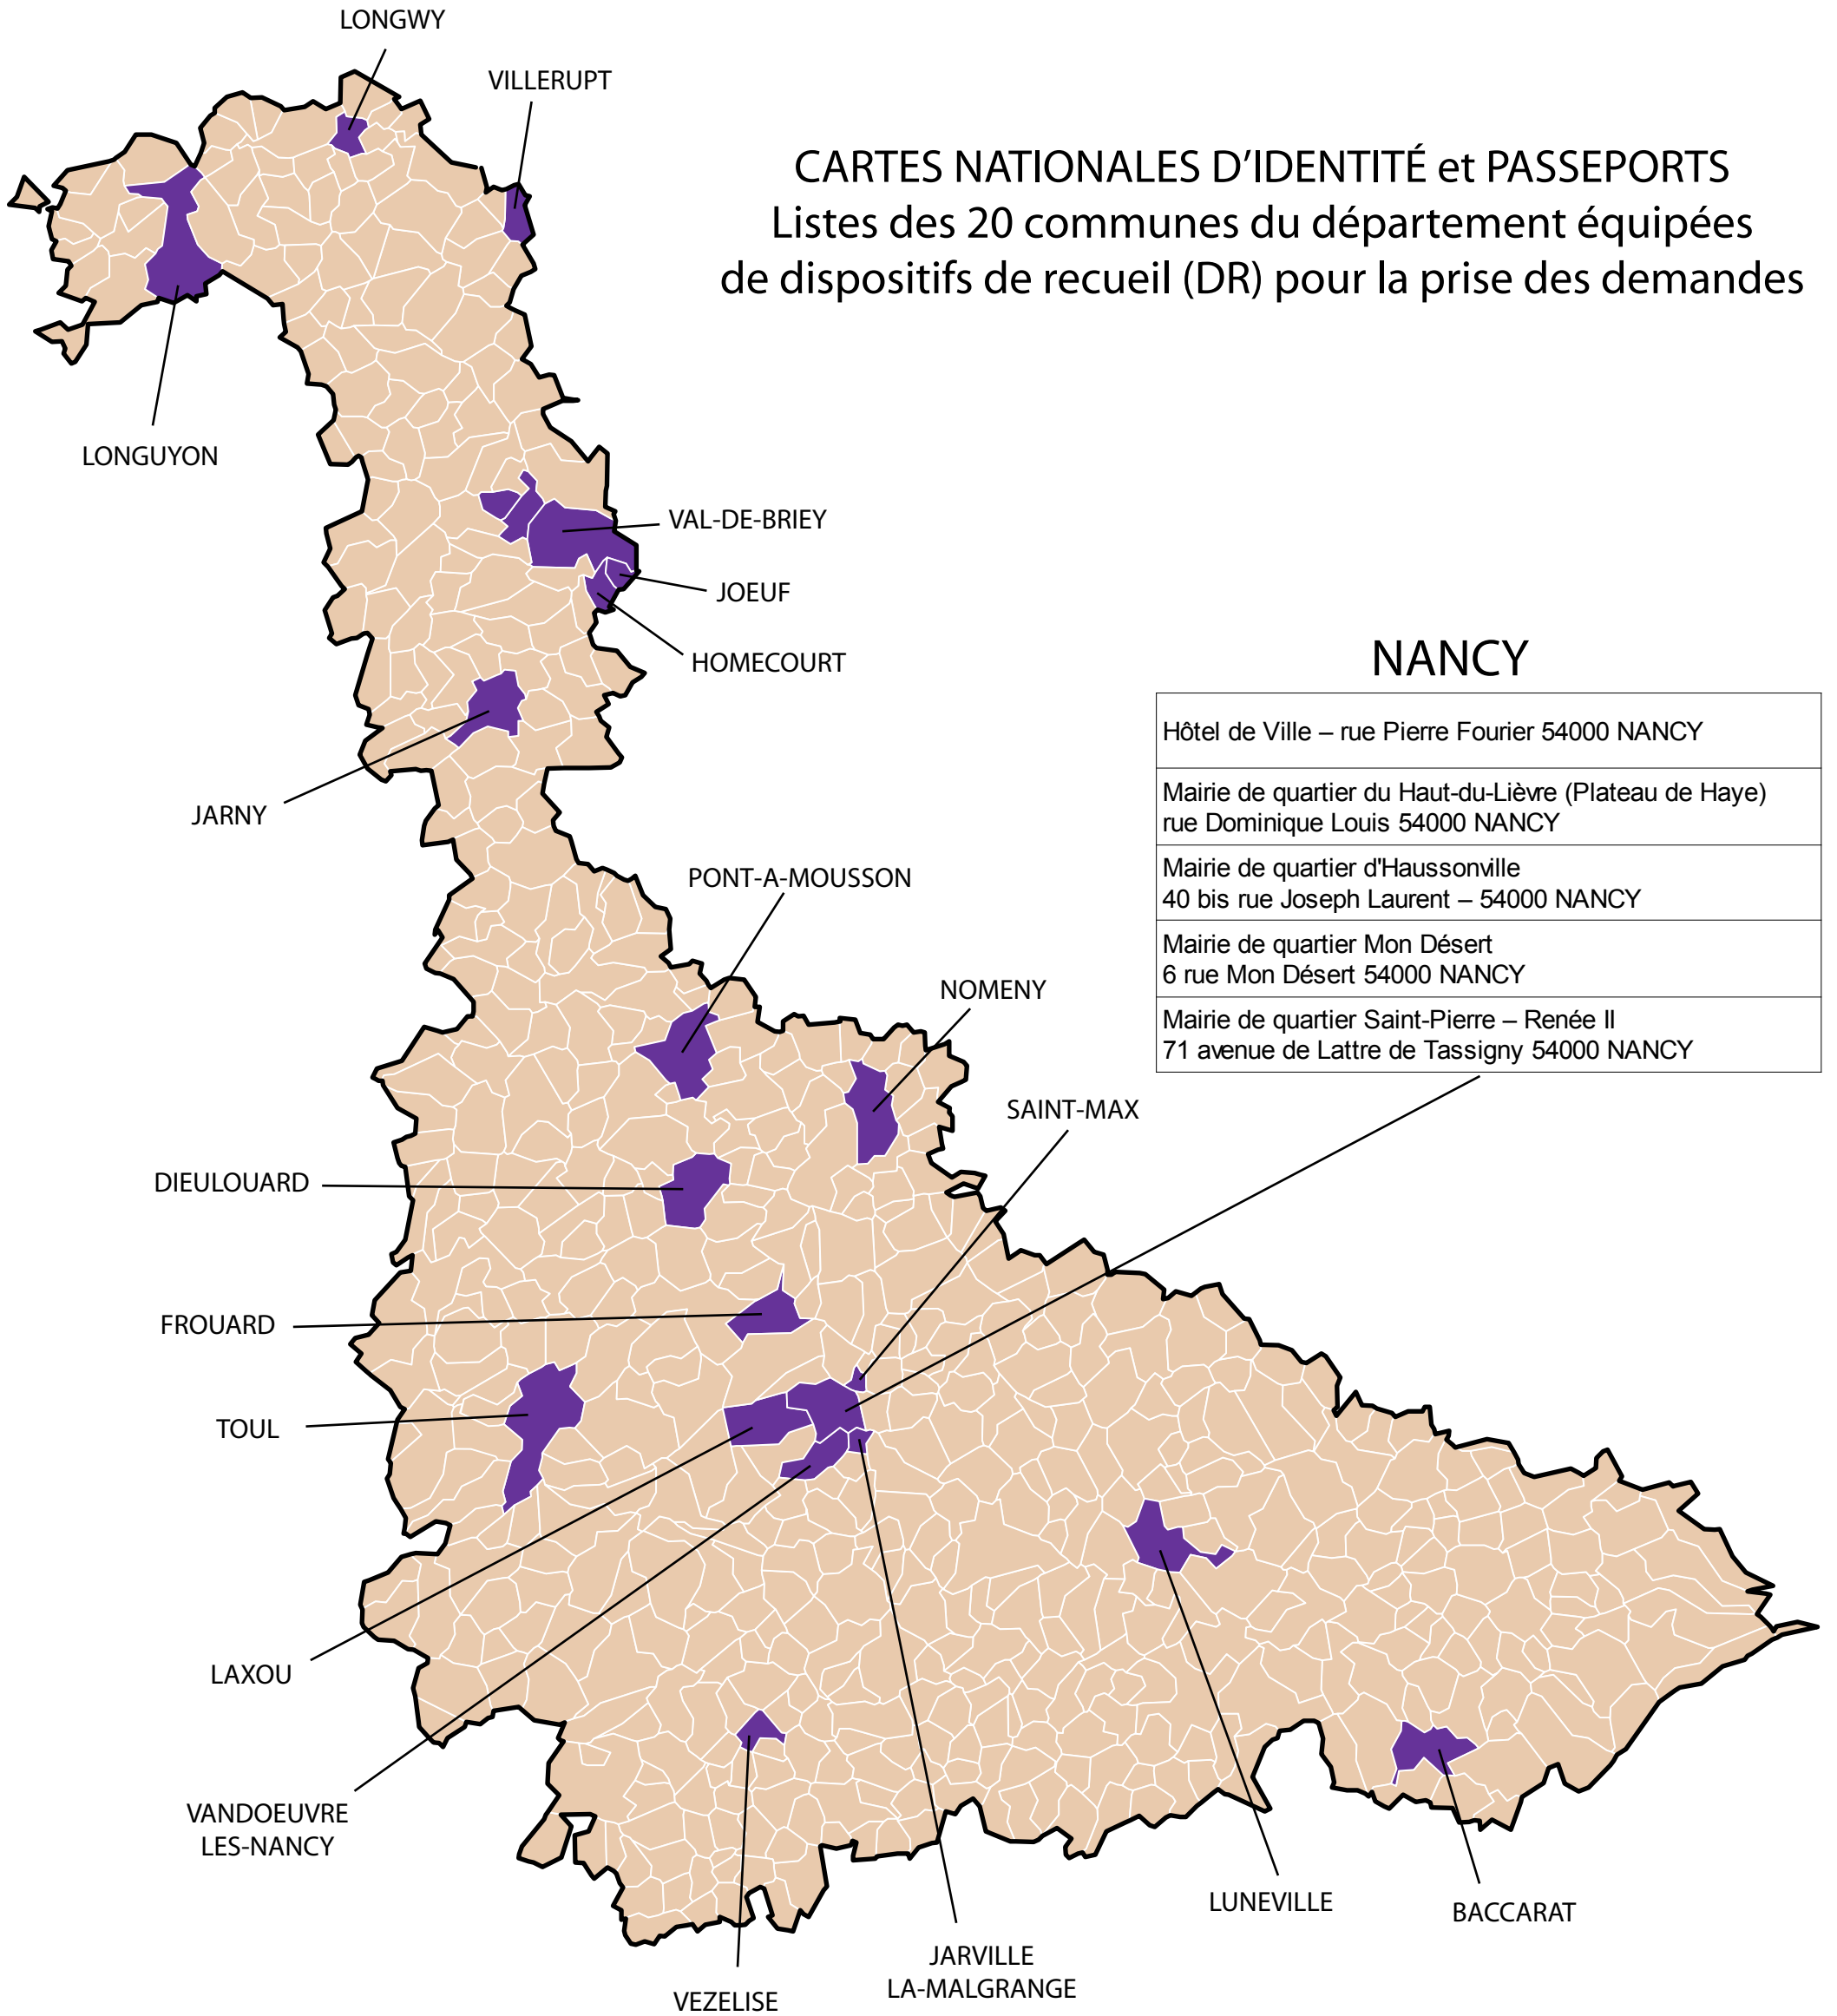 LONGWY
VILLERUPT
CARTES NATIONALES D’IDENTITÉ et PASSEPORTS
Listes des 20 communes du département équipées
de dispositifs de recueil (DR) pour la prise des demandes
LONGUYON
VAL-DE-BRIEY
JOEUF
HOMECOURT
JARNY
NANCY
Hôtel de Ville – rue Pierre Fourier 54000 NANCY
Mairie de quartier du Haut-du-Lièvre (Plateau de Haye)
rue Dominique Louis 54000 NANCY
Mairie de quartier d'Haussonville
40 bis rue Joseph Laurent – 54000 NANCY
Mairie de quartier Mon Désert
6 rue Mon Désert 54000 NANCY
Mairie de quartier Saint-Pierre – Renée II
71 avenue de Lattre de Tassigny 54000 NANCY
PONT-A-MOUSSON
NOMENY
SAINT-MAX
DIEULOUARD
FROUARD
TOUL
LAXOU
VANDOEUVRE
LES-NANCY
VEZELISE
JARVILLE
LA-MALGRANGE
LUNEVILLE
BACCARAT